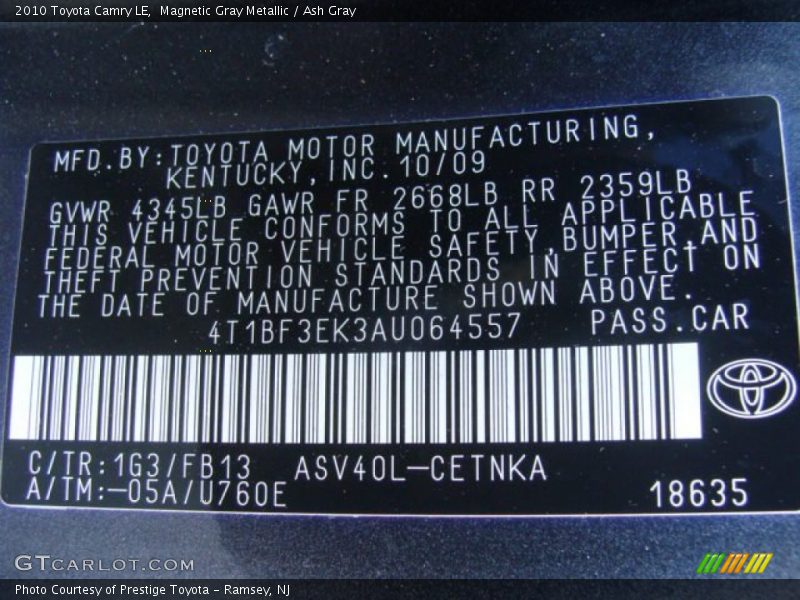 2010 Toyota Camry LE,  Magnetic Gray Metallic / Ash Gray
MFD.BY:TOYOTA MOTOR MANUFACTURING,
KENTUCKY,INC.10/09
GVWR 4345LB GAWR FR 2668LB RR 2359LB
THIS VEHICLE CONFORMS TO ALL APPLICABLE
FEDERAL MOTOR VEHICLE SAFETY,BUMPER,AND
THEFT PREVENTION STANDARDS IN EFFECT ON
THE DATE OF MANUFACTURE SHOWN ABOVE.
4T1BF3EK3AU064557 PASS.CAR
C/TR:1G3/FB13 ASV40L-CETNKA
A/TM:-05A/U760E 18635
GTCARLOT.COM
Photo Courtesy of Prestige Toyota - Ramsey, NJ